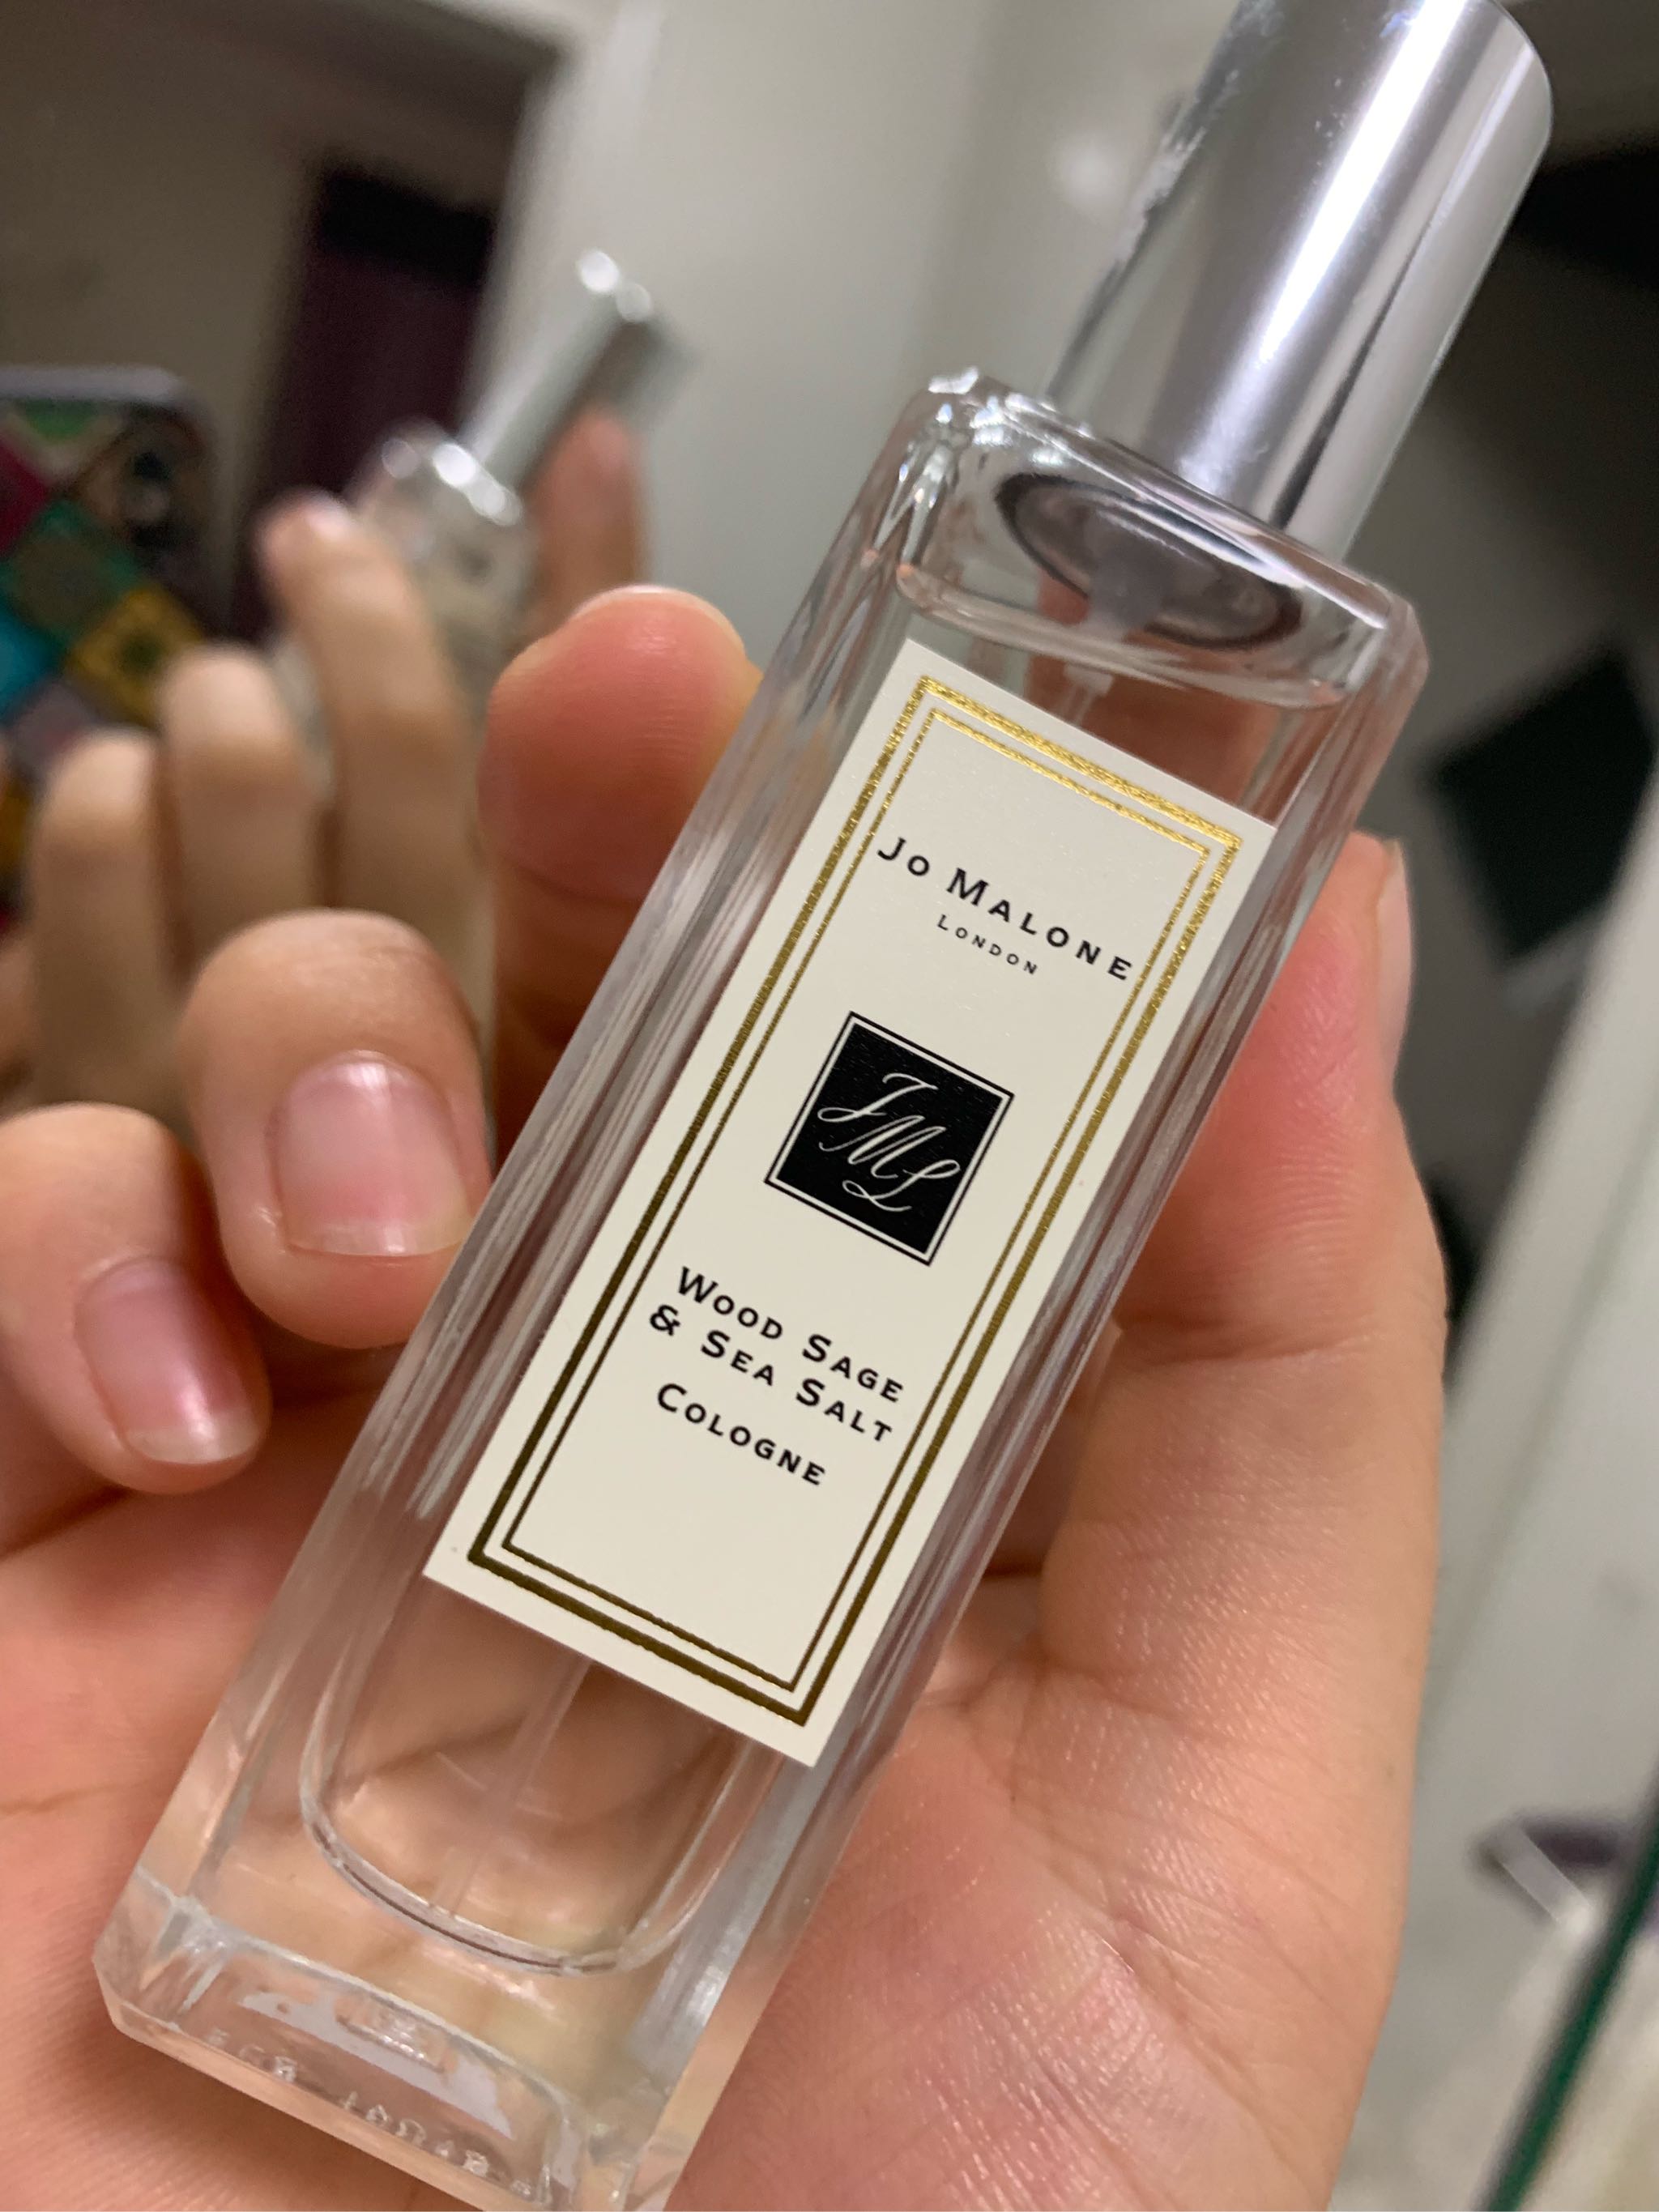 Jo Malone
London
JML
Wood Sage
& Sea Salt
Cologne